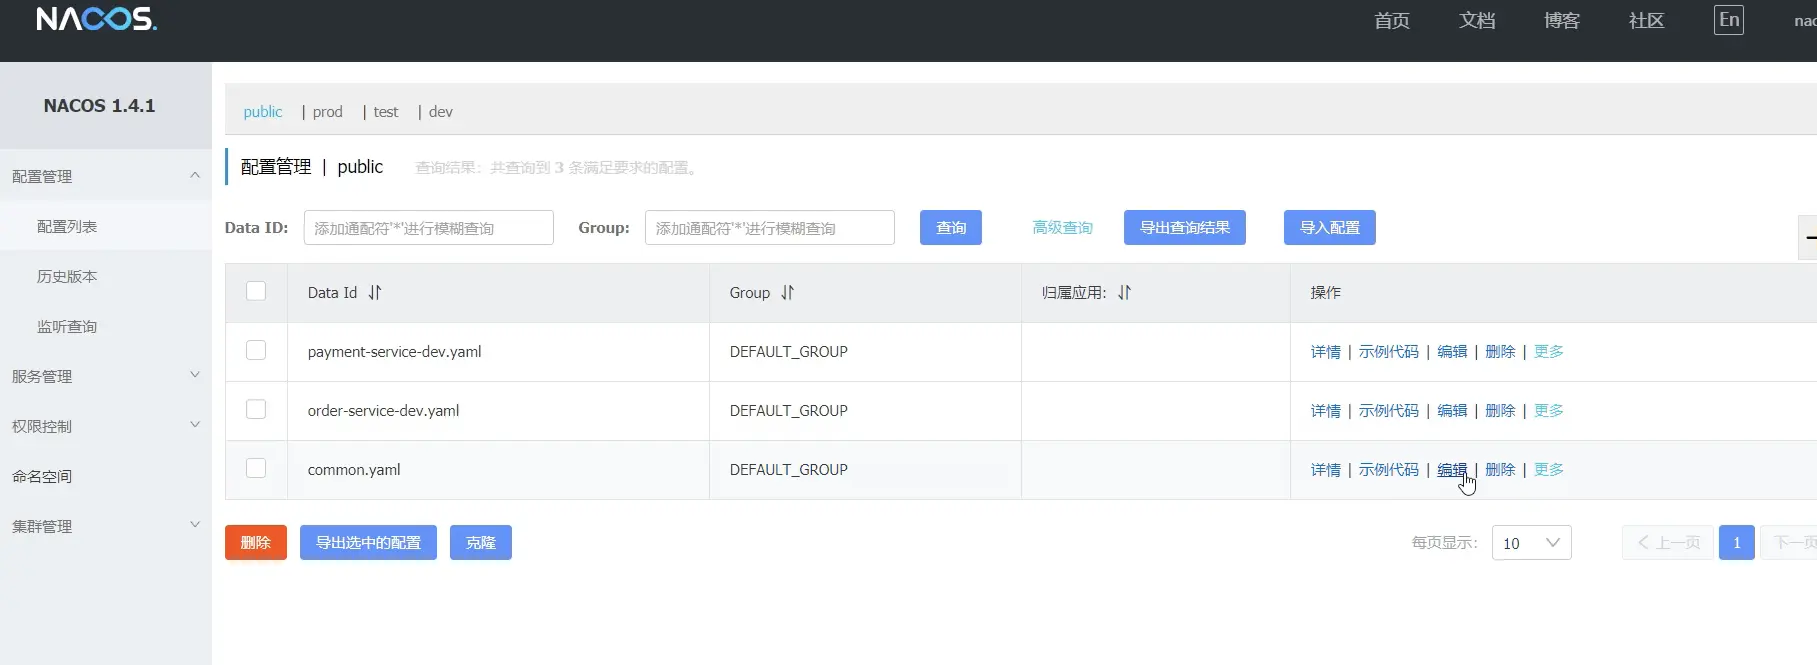 NACOS.
首页 文档 博客 社区 En nac
NACOS 1.4.1
配置管理
配置列表
历史版本
监听查询
服务管理
权限控制
命名空间
集群管理
public | prod | test | dev
配置管理 | public 查询结果：共查询到 3 条满足要求的配置。
Data ID: 添加通配符'*'进行模糊查询 Group: 添加通配符'*'进行模糊查询 查询 高级查询 导出查询结果 导入配置
Data Id Group 归属应用: 操作
payment-service-dev.yaml DEFAULT_GROUP 详情 | 示例代码 | 编辑 | 删除 | 更多
order-service-dev.yaml DEFAULT_GROUP 详情 | 示例代码 | 编辑 | 删除 | 更多
common.yaml DEFAULT_GROUP 详情 | 示例代码 | 编辑 | 删除 | 更多
删除 导出选中的配置 克隆 每页显示: 10 上一页 1 下一页